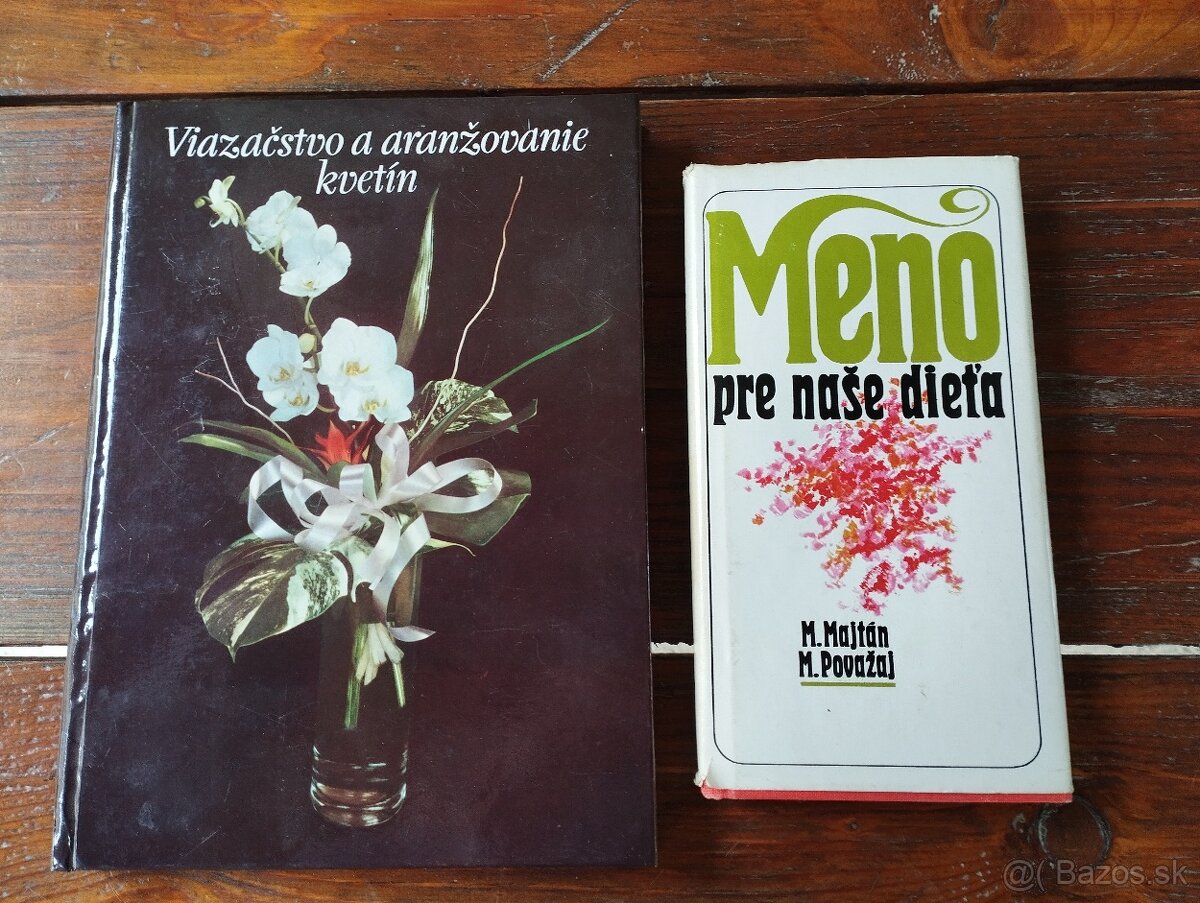 Viazačstvo a aranžovanie
kvetín
Meno
pre naše dieťa
M. Majtán
M. Považaj
@( Bazos.sk